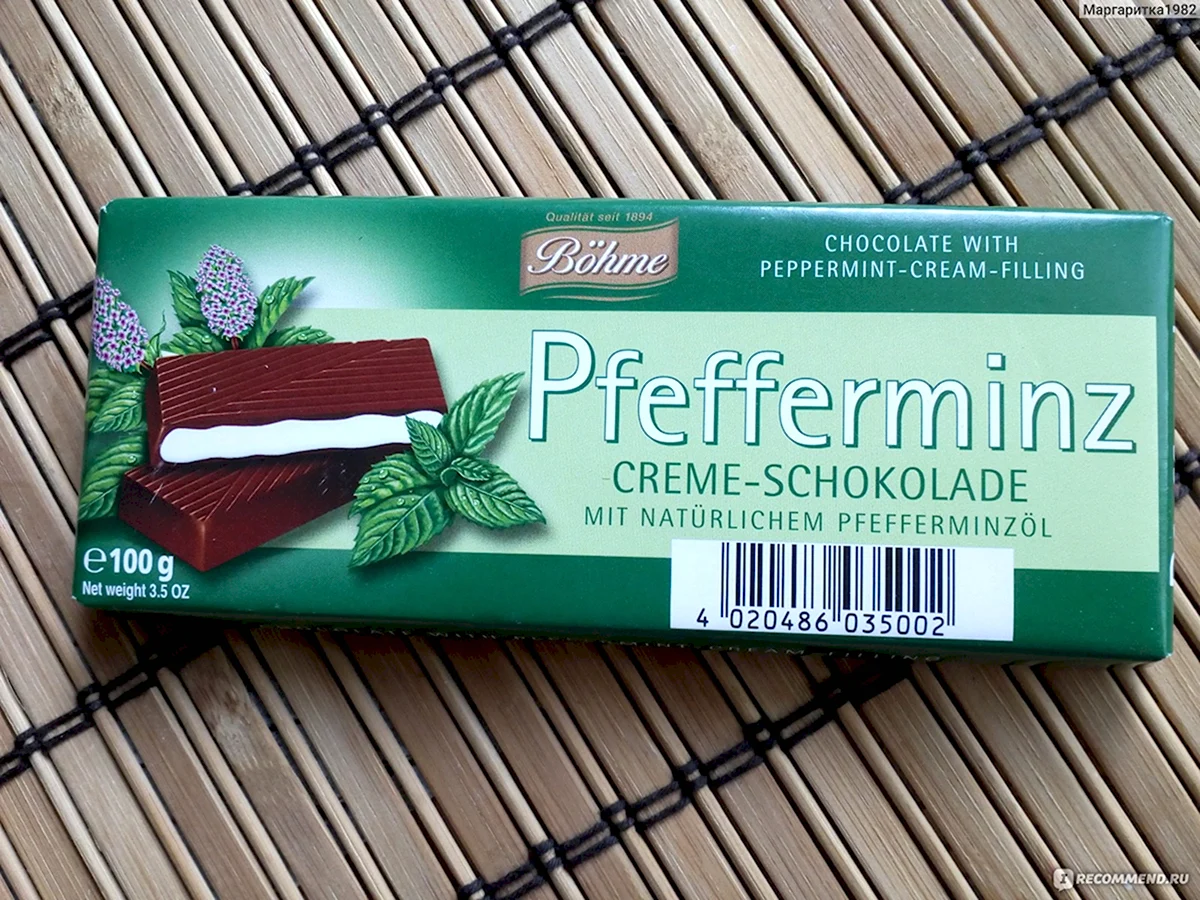 Маргаритка1982
Qualität seit 1894
Böhme
CHOCOLATE WITH
PEPPERMINT-CREAM-FILLING
Pfefferminz
CREME-SCHOKOLADE
MIT NATÜRLICHEM PFEFFERMINZÖL
e100 g
Net weight 3.5 OZ
4 020486 035002
RECOMMEND.RU